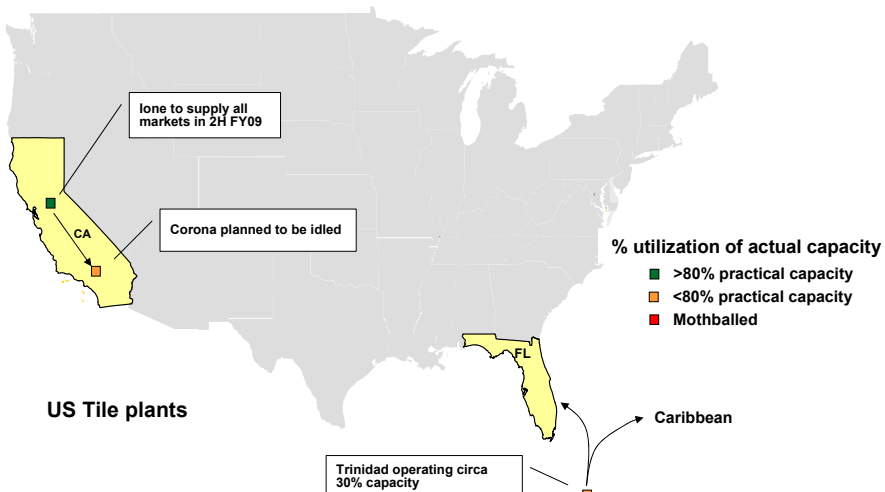 Ione to supply all
markets in 2H FY09
CA
Corona planned to be idled
% utilization of actual capacity
>80% practical capacity
<80% practical capacity
Mothballed
FL
US Tile plants
Caribbean
Trinidad operating circa
30% capacity